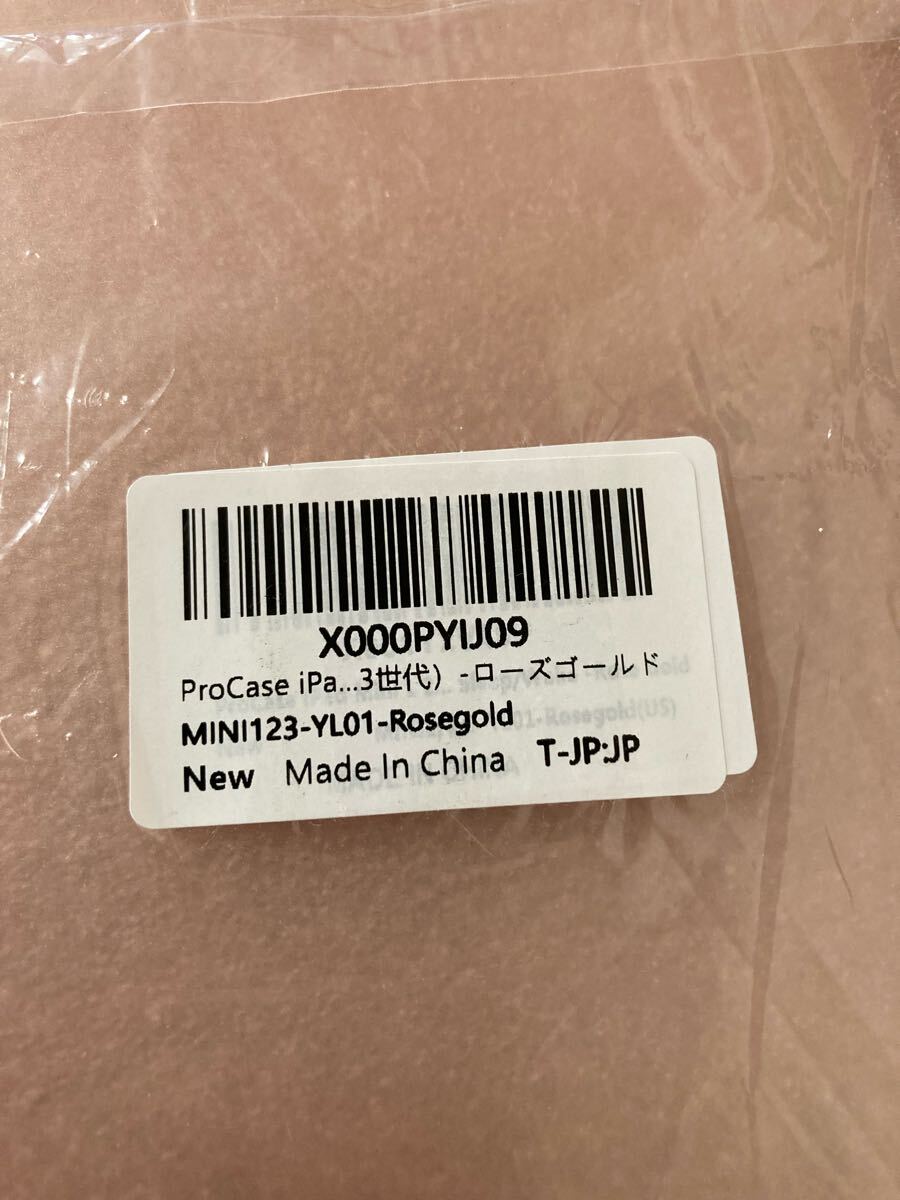 X000PYIJ09
ProCase iPa...3世代）-ローズゴールド
MINI123-YL01-Rosegold
New Made In China T-JP:JP